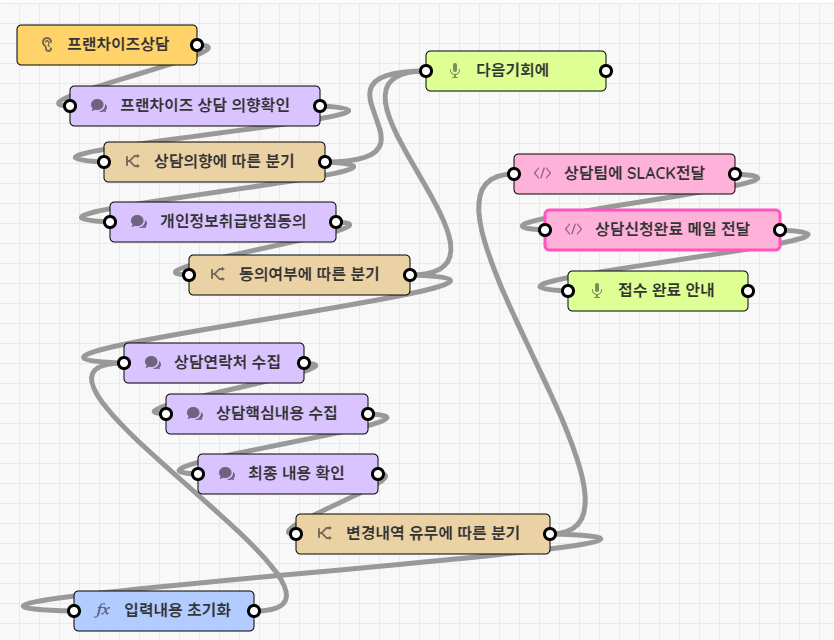 프랜차이즈상담
프랜차이즈 상담 의향확인
상담의향에 따른 분기
개인정보취급방침동의
동의여부에 따른 분기
상담연락처 수집
상담핵심내용 수집
최종 내용 확인
변경내역 유무에 따른 분기
fx 입력내용 초기화
다음기회에
</> 상담팀에 SLACK전달
</> 상담신청완료 메일 전달
접수 완료 안내